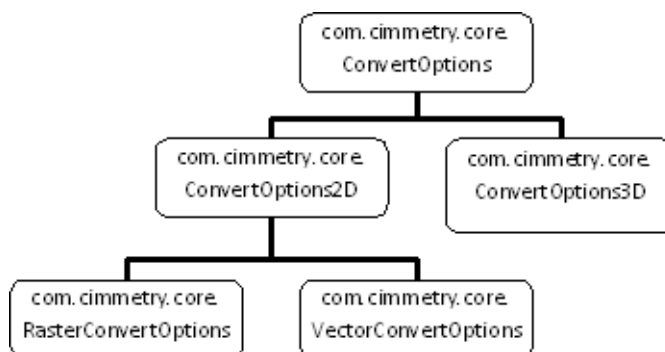 com.cimmetry.core.
ConvertOptions
com.cimmetry.core.
ConvertOptions2D
com.cimmetry.core.
ConvertOptions3D
com.cimmetry.core.
RasterConvertOptions
com.cimmetry.core.
VectorConvertOptions